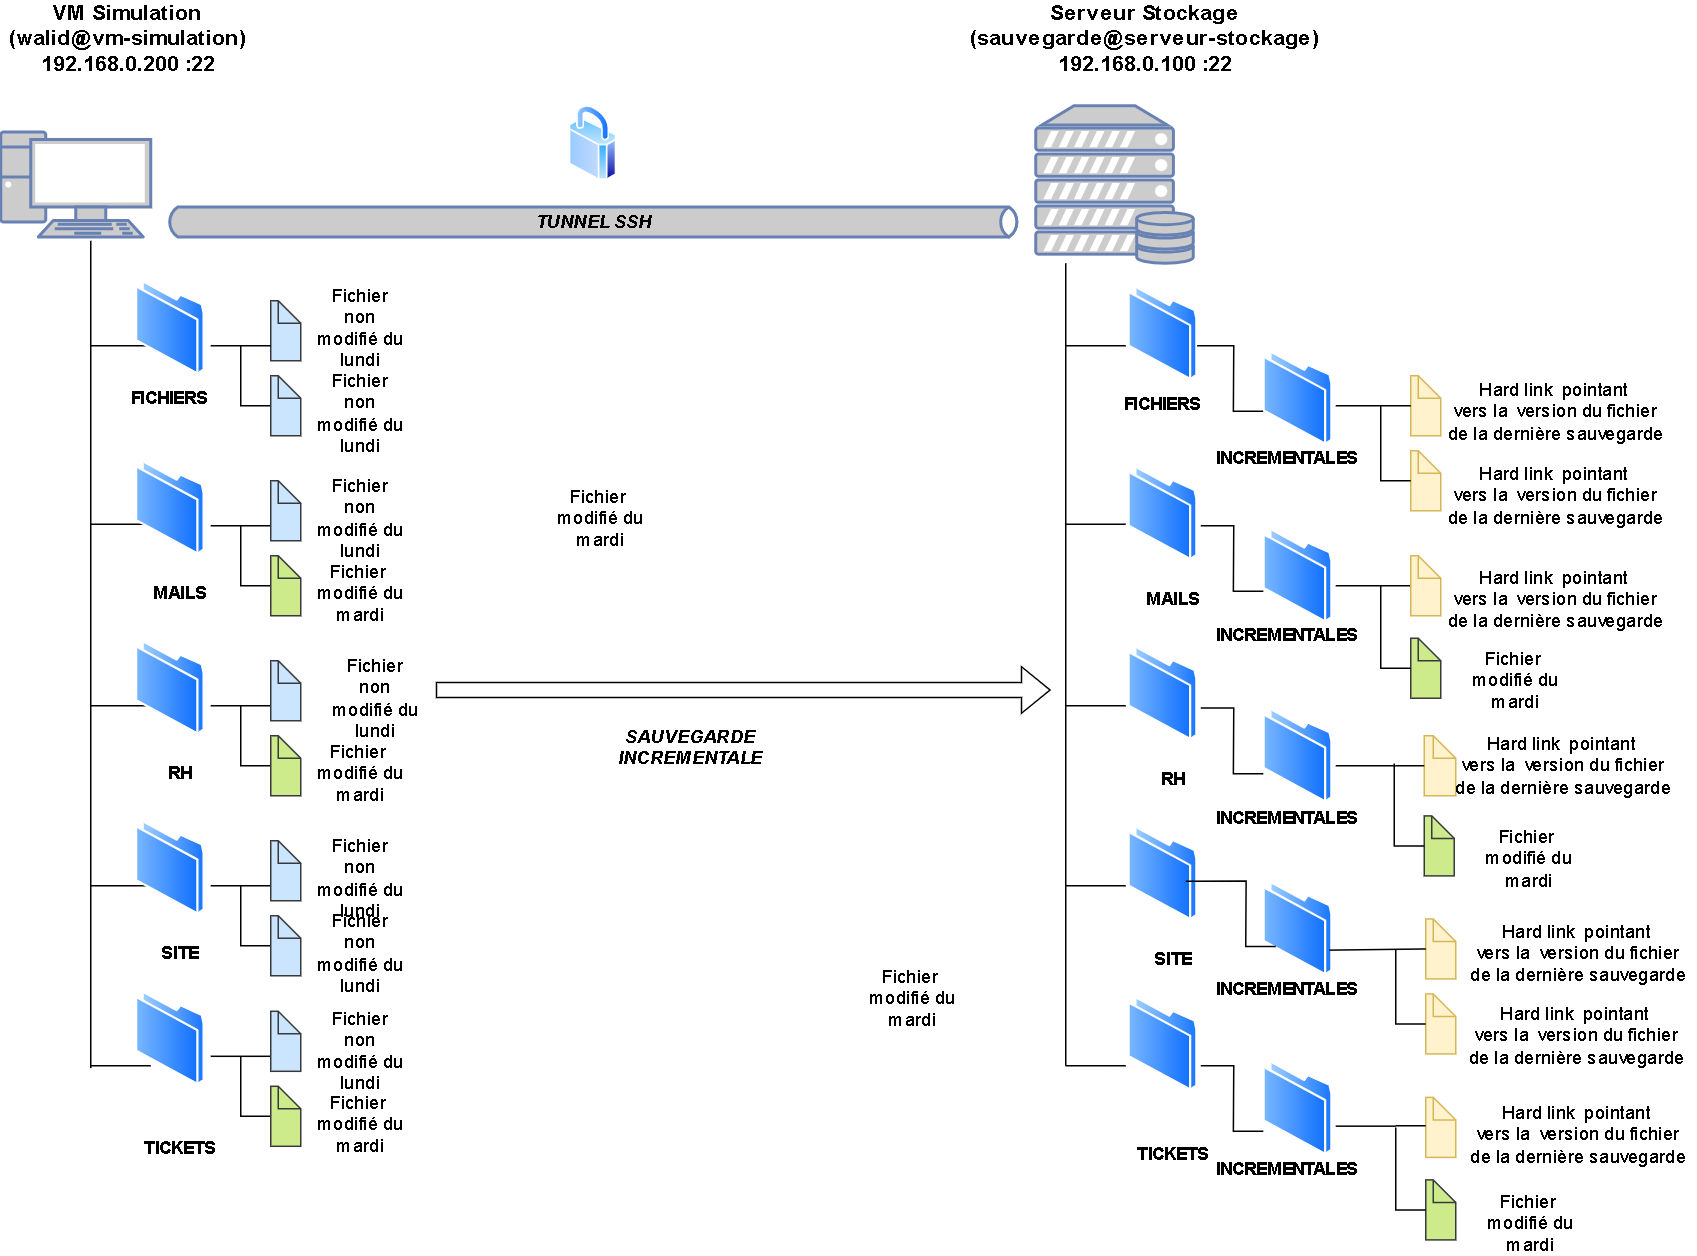 VM Simulation
(walid@vm-simulation)
192.168.0.200 :22
Serveur Stockage
(sauvegarde@serveur-stockage)
192.168.0.100 :22
TUNNEL SSH
FICHIERS
Fichier
non
modifié du
lundi
Fichier
non
modifié du
lundi
MAILS
Fichier
non
modifié du
lundi
Fichier
modifié du
mardi
RH
Fichier
non
modifié du
lundi
Fichier
modifié du
mardi
SITE
Fichier
non
modifié du
lundi
Fichier
non
modifié du
lundi
TICKETS
Fichier
non
modifié du
lundi
Fichier
modifié du
mardi
Fichier
modifié du
mardi
SAUVEGARDE
INCREMENTALE
Fichier
modifié du
mardi
FICHIERS
INCREMENTALES
Hard link pointant
vers la version du fichier
de la dernière sauvegarde
Hard link pointant
vers la version du fichier
de la dernière sauvegarde
MAILS
INCREMENTALES
Hard link pointant
vers la version du fichier
de la dernière sauvegarde
Fichier
modifié du
mardi
RH
INCREMENTALES
Hard link pointant
vers la version du fichier
de la dernière sauvegarde
Fichier
modifié du
mardi
SITE
INCREMENTALES
Hard link pointant
vers la version du fichier
de la dernière sauvegarde
Hard link pointant
vers la version du fichier
de la dernière sauvegarde
TICKETS
INCREMENTALES
Hard link pointant
vers la version du fichier
de la dernière sauvegarde
Fichier
modifié du
mardi